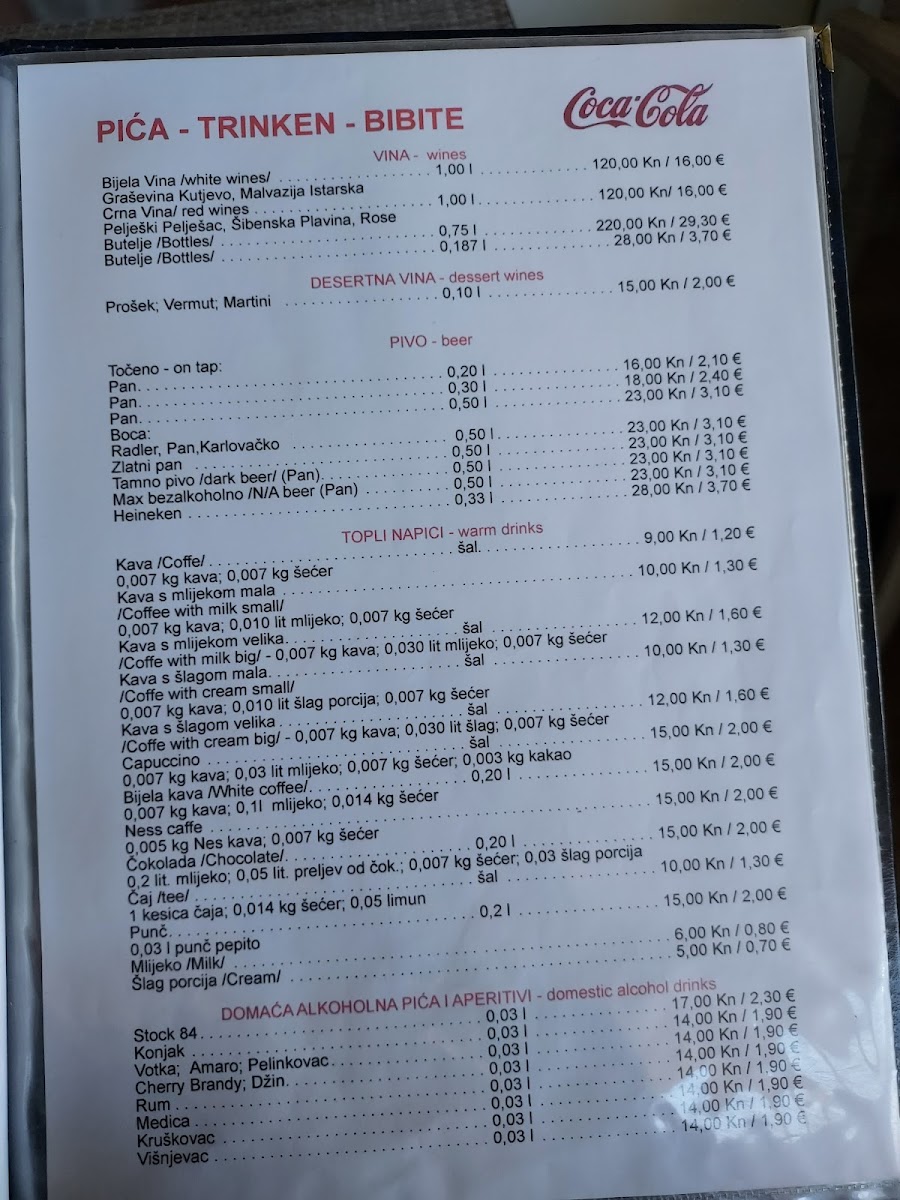 PIĆA - TRINKEN - BIBITE
Coca-Cola
VINA - wines
Bijela Vina /white wines/ 1,00 l 120,00 Kn / 16,00 €
Graševina Kutjevo, Malvazija Istarska
Crna Vina/ red wines 1,00 l 120,00 Kn/ 16,00 €
Pelješki Pelješac, Šibenska Plavina, Rose
Butelje /Bottles/ 0,75 l 220,00 Kn / 29,30 €
Butelje /Bottles/ 0,187 l 28,00 Kn / 3,70 €
DESERTNA VINA - dessert wines
Prošek; Vermut; Martini 0,10 l 15,00 Kn / 2,00 €
PIVO - beer
Točeno - on tap:
Pan 0,20 l 16,00 Kn / 2,10 €
Pan 0,30 l 18,00 Kn / 2,40 €
Pan 0,50 l 23,00 Kn / 3,10 €
Boca:
Radler, Pan,Karlovačko 0,50 l 23,00 Kn / 3,10 €
Zlatni pan 0,50 l 23,00 Kn / 3,10 €
Tamno pivo /dark beer/ (Pan) 0,50 l 23,00 Kn / 3,10 €
Max bezalkoholno /N/A beer (Pan) 0,50 l 23,00 Kn / 3,10 €
Heineken 0,33 l 28,00 Kn / 3,70 €
TOPLI NAPICI - warm drinks
Kava /Coffe/ šal. 9,00 Kn / 1,20 €
0,007 kg kava; 0,007 kg šećer
Kava s mlijekom mala 10,00 Kn / 1,30 €
/Coffee with milk small/
0,007 kg kava; 0,010 lit mlijeko; 0,007 kg šećer
Kava s mlijekom velika šal 12,00 Kn / 1,60 €
/Coffe with milk big/ - 0,007 kg kava; 0,030 lit mlijeko; 0,007 kg šećer
Kava s šlagom mala šal 10,00 Kn / 1,30 €
/Coffe with cream small/
0,007 kg kava; 0,010 lit šlag porcija; 0,007 kg šećer
Kava s šlagom velika šal 12,00 Kn / 1,60 €
/Coffe with cream big/ - 0,007 kg kava; 0,030 lit šlag; 0,007 kg šećer
Capuccino šal 15,00 Kn / 2,00 €
0,007 kg kava; 0,03 lit mlijeko; 0,007 kg šećer; 0,003 kg kakao
Bijela kava /White coffee/ 0,20 l 15,00 Kn / 2,00 €
0,007 kg kava; 0,1l mlijeko; 0,014 kg šećer
Ness caffe 15,00 Kn / 2,00 €
0,005 kg Nes kava; 0,007 kg šećer
Čokolada /Chocolate/ 0,20 l 15,00 Kn / 2,00 €
0,2 lit. mlijeko; 0,05 lit. preljev od čok.; 0,007 kg šećer; 0,03 šlag porcija
Čaj /tee/ šal 10,00 Kn / 1,30 €
1 kesica čaja; 0,014 kg šećer; 0,05 limun
Punč 0,2 l 15,00 Kn / 2,00 €
0,03 l punč pepito
Mlijeko /Milk/ 6,00 Kn / 0,80 €
Šlag porcija /Cream/ 5,00 Kn / 0,70 €
DOMAĆA ALKOHOLNA PIĆA I APERITIVI - domestic alcohol drinks
Stock 84 0,03 l 17,00 Kn / 2,30 €
Konjak 0,03 l 14,00 Kn / 1,90 €
Votka; Amaro; Pelinkovac 0,03 l 14,00 Kn / 1,90 €
Cherry Brandy; Džin 0,03 l 14,00 Kn / 1,90 €
Rum 0,03 l 14,00 Kn / 1,90 €
Medica 0,03 l 14,00 Kn / 1,90 €
Kruškovac 0,03 l 14,00 Kn / 1,90 €
Višnjevac 0,03 l 14,00 Kn / 1,90 €